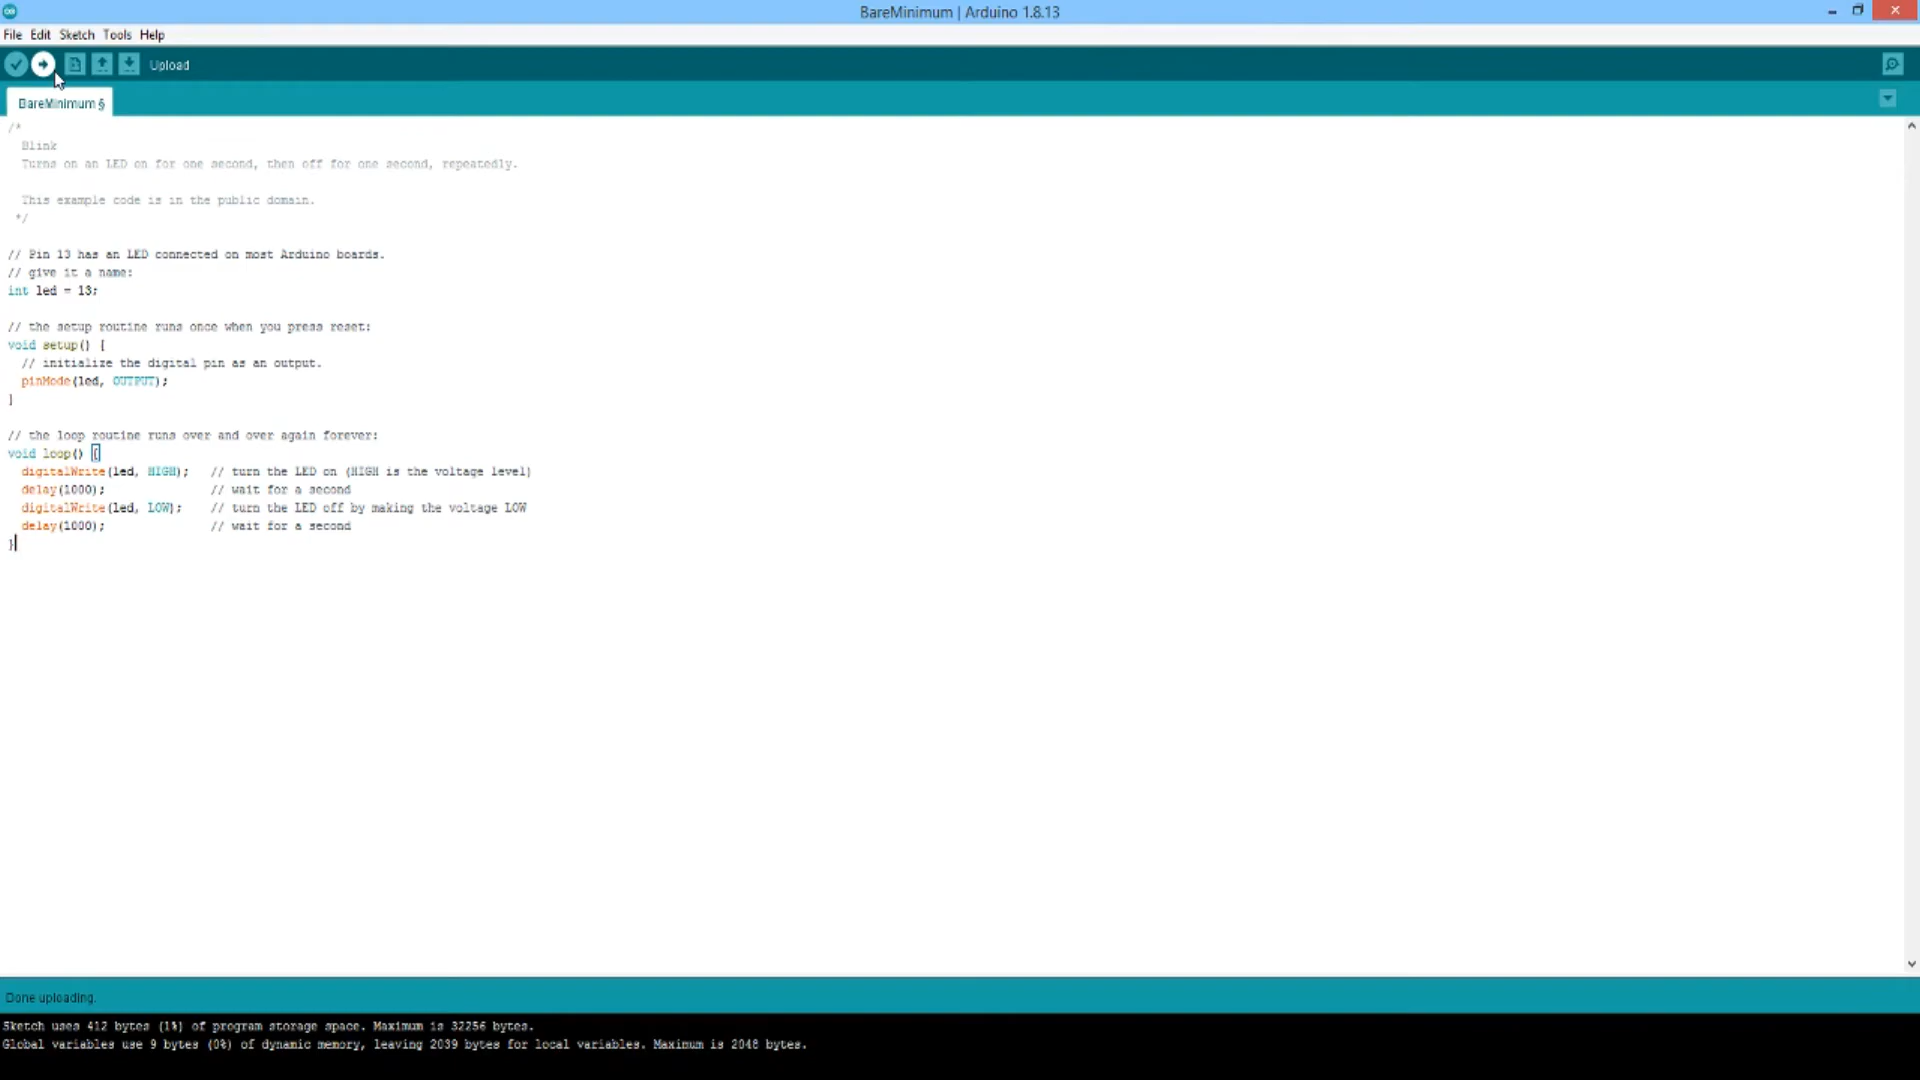 BareMinimum | Arduino 1.8.13
File Edit Sketch Tools Help
Upload
BareMinimum §
/*
Blink
Turns on an LED on for one second, then off for one second, repeatedly.
This example code is in the public domain.
*/
// Pin 13 has an LED connected on most Arduino boards.
// give it a name:
int led = 13;
// the setup routine runs once when you press reset:
void setup() {
// initialize the digital pin as an output.
pinMode(led, OUTPUT);
}
// the loop routine runs over and over again forever:
void loop() {
digitalWrite(led, HIGH);   // turn the LED on (HIGH is the voltage level)
delay(1000);               // wait for a second
digitalWrite(led, LOW);    // turn the LED off by making the voltage LOW
delay(1000);               // wait for a second
}
Done uploading.
Sketch uses 412 bytes (1%) of program storage space. Maximum is 32256 bytes.
Global variables use 9 bytes (0%) of dynamic memory, leaving 2039 bytes for local variables. Maximum is 2048 bytes.